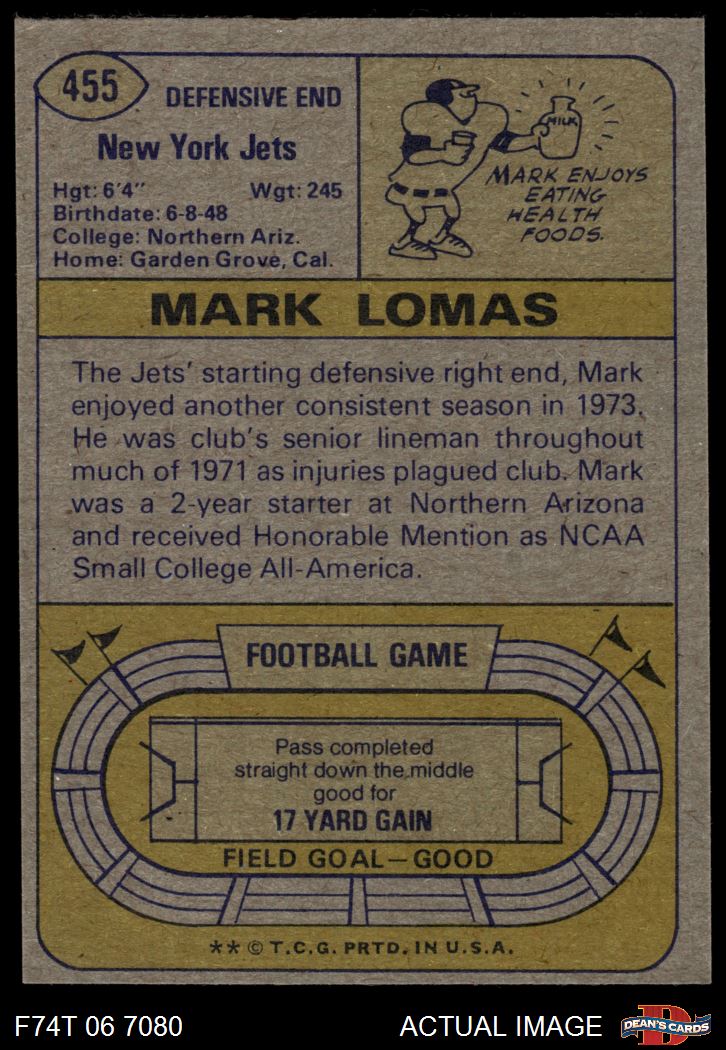 455
DEFENSIVE END
New York Jets
Hgt: 6'4" Wgt: 245
Birthdate: 6-8-48
College: Northern Ariz.
Home: Garden Grove, Cal.
MILK
MARK ENJOYS
EATING
HEALTH
FOODS.
MARK LOMAS
The Jets' starting defensive right end, Mark
enjoyed another consistent season in 1973.
He was club's senior lineman throughout
much of 1971 as injuries plagued club. Mark
was a 2-year starter at Northern Arizona
and received Honorable Mention as NCAA
Small College All-America.
FOOTBALL GAME
Pass completed
straight down the middle
good for
17 YARD GAIN
FIELD GOAL—GOOD
** © T.C.G. PRTD. IN U.S.A.
F74T 06 7080 ACTUAL IMAGE
D
DEAN'S CARDS